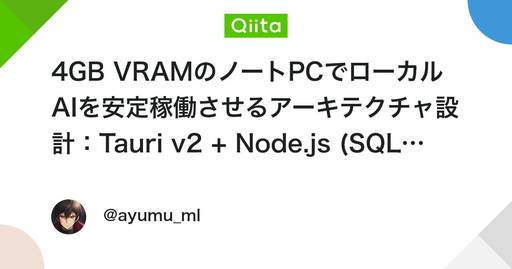 Qiita
4GB VRAMのノートPCでローカル
AIを安定稼働させるアーキテクチャ設
計：Tauri v2 + Node.js (SQL…
@ayumu_ml